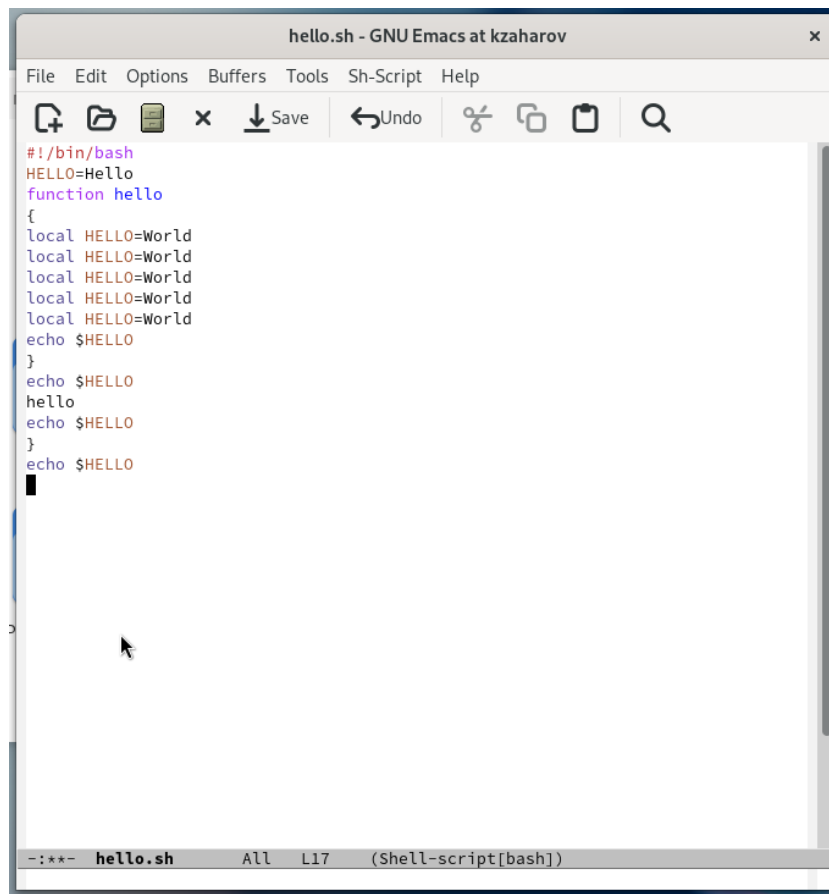 hello.sh - GNU Emacs at kzaharov ×
File Edit Options Buffers Tools Sh-Script Help
Save Undo
#!/bin/bash
HELLO=Hello
function hello
{
local HELLO=World
local HELLO=World
local HELLO=World
local HELLO=World
local HELLO=World
echo $HELLO
}
echo $HELLO
hello
echo $HELLO
}
echo $HELLO
-:**- hello.sh All L17 (Shell-script[bash])